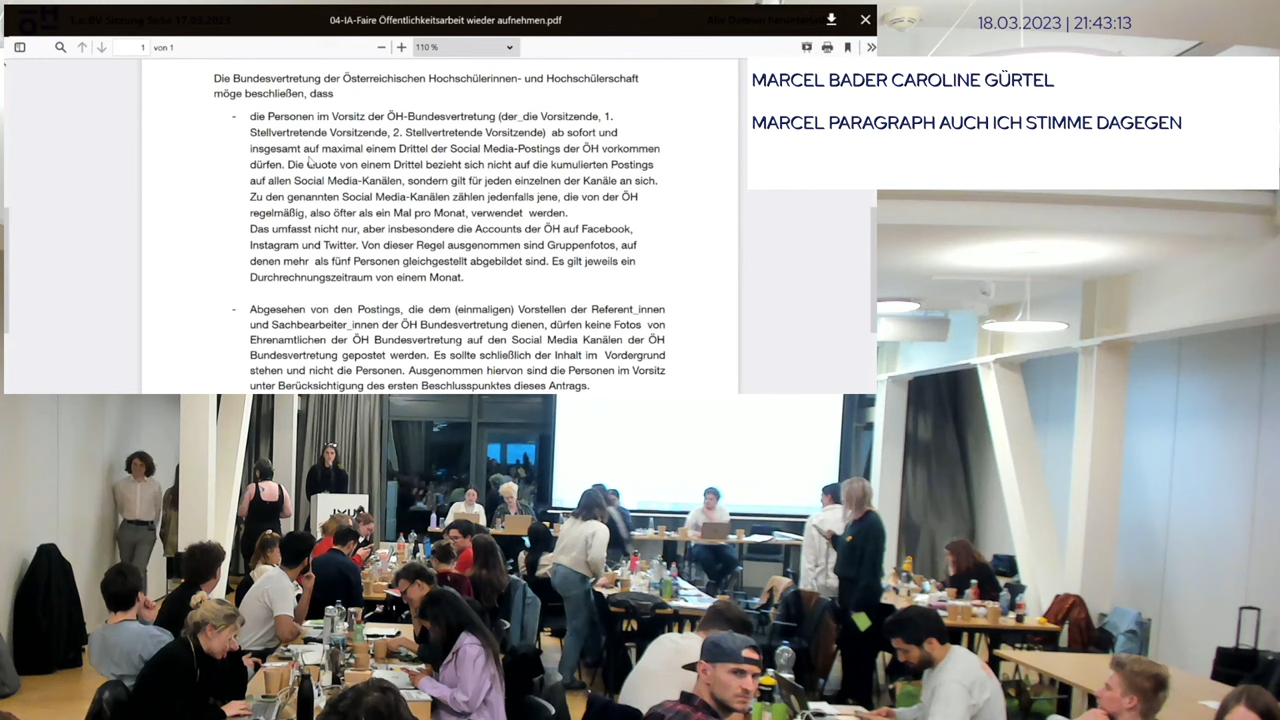 04-IA-Faire Öffentlichkeitsarbeit wieder aufnehmen.pdf
18.03.2023 | 21:43:13
1 von 1
110 %
MARCEL BADER CAROLINE GÜRTEL
MARCEL PARAGRAPH AUCH ICH STIMME DAGEGEN
Die Bundesvertretung der Österreichischen Hochschülerinnen- und Hochschülerschaft
möge beschließen, dass
- die Personen im Vorsitz der ÖH-Bundesvertretung (der_die Vorsitzende, 1.
Stellvertretende Vorsitzende, 2. Stellvertretende Vorsitzende) ab sofort und
insgesamt auf maximal einem Drittel der Social Media-Postings der ÖH vorkommen
dürfen. Die Quote von einem Drittel bezieht sich nicht auf die kumulierten Postings
auf allen Social Media-Kanälen, sondern gilt für jeden einzelnen der Kanäle an sich.
Zu den genannten Social Media-Kanälen zählen jedenfalls jene, die von der ÖH
regelmäßig, also öfter als ein Mal pro Monat, verwendet werden.
Das umfasst nicht nur, aber insbesondere die Accounts der ÖH auf Facebook,
Instagram und Twitter. Von dieser Regel ausgenommen sind Gruppenfotos, auf
denen mehr als fünf Personen gleichgestellt abgebildet sind. Es gilt jeweils ein
Durchrechnungszeitraum von einem Monat.
- Abgesehen von den Postings, die dem (einmaligen) Vorstellen der Referent_innen
und Sachbearbeiter_innen der ÖH Bundesvertretung dienen, dürfen keine Fotos von
Ehrenamtlichen der ÖH Bundesvertretung auf den Social Media Kanälen der ÖH
Bundesvertretung gepostet werden. Es sollte schließlich der Inhalt im Vordergrund
stehen und nicht die Personen. Ausgenommen hiervon sind die Personen im Vorsitz
unter Berücksichtigung des ersten Beschlusspunktes dieses Antrags.